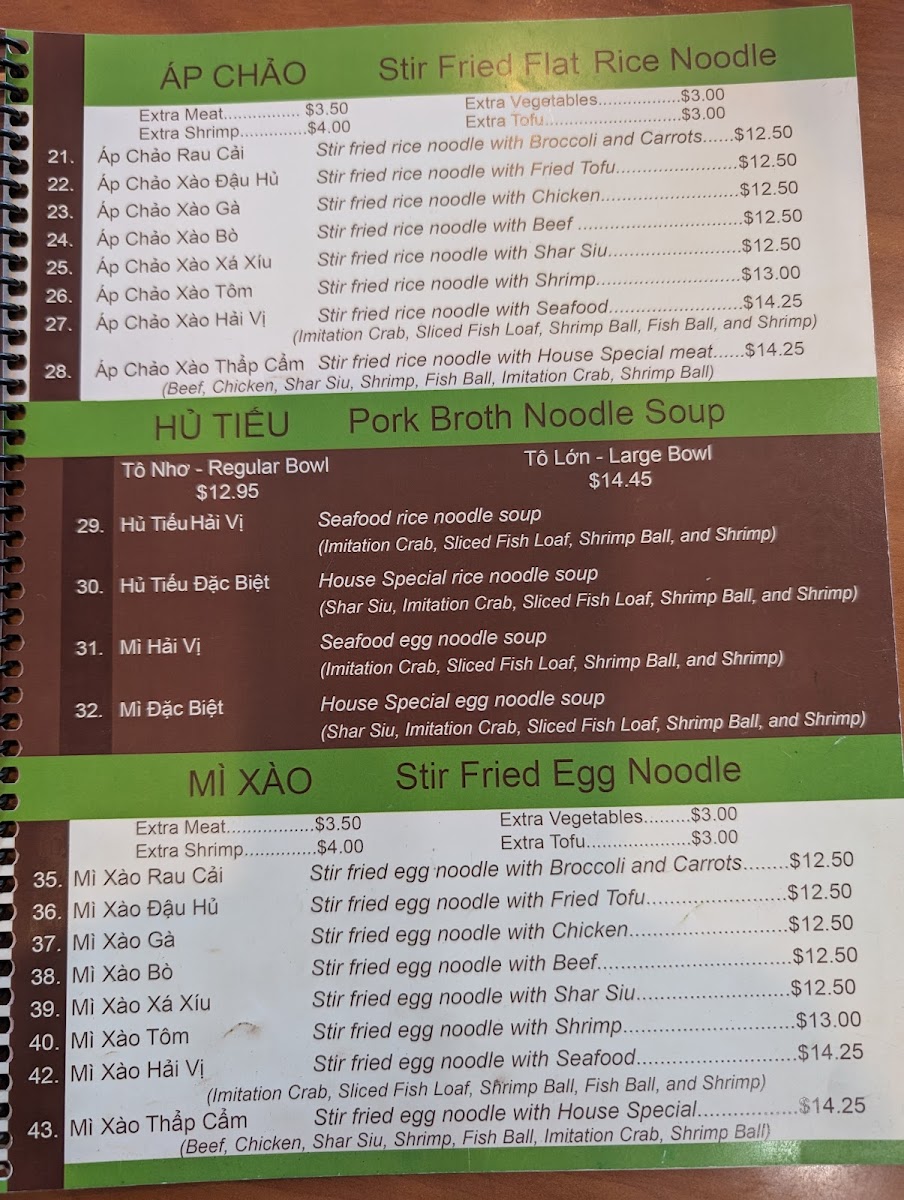 ÁP CHẢO Stir Fried Flat Rice Noodle
Extra Meat................. $3.50 Extra Vegetables.................$3.00
Extra Shrimp..............$4.00 Extra Tofu............................$3.00
21. Áp Chảo Rau Cải Stir fried rice noodle with Broccoli and Carrots......$12.50
22. Áp Chảo Xào Đậu Hủ Stir fried rice noodle with Fried Tofu......................$12.50
23. Áp Chảo Xào Gà Stir fried rice noodle with Chicken.........................$12.50
24. Áp Chảo Xào Bò Stir fried rice noodle with Beef ..............................$12.50
25. Áp Chảo Xào Xá Xíu Stir fried rice noodle with Shar Siu........................$12.50
26. Áp Chảo Xào Tôm Stir fried rice noodle with Shrimp..........................$13.00
27. Áp Chảo Xào Hải Vị Stir fried rice noodle with Seafood........................$14.25
(Imitation Crab, Sliced Fish Loaf, Shrimp Ball, Fish Ball, and Shrimp)
28. Áp Chảo Xào Thẩp Cẩm Stir fried rice noodle with House Special meat......$14.25
(Beef, Chicken, Shar Siu, Shrimp, Fish Ball, Imitation Crab, Shrimp Ball)
HỦ TIẾU Pork Broth Noodle Soup
Tô Nhơ - Regular Bowl Tô Lớn - Large Bowl
$12.95 $14.45
29. Hủ Tiếu Hải Vị Seafood rice noodle soup
(Imitation Crab, Sliced Fish Loaf, Shrimp Ball, and Shrimp)
30. Hủ Tiếu Đặc Biệt House Special rice noodle soup
(Shar Siu, Imitation Crab, Sliced Fish Loaf, Shrimp Ball, and Shrimp)
31. Mì Hải Vị Seafood egg noodle soup
(Imitation Crab, Sliced Fish Loaf, Shrimp Ball, and Shrimp)
32. Mì Đặc Biệt House Special egg noodle soup
(Shar Siu, Imitation Crab, Sliced Fish Loaf, Shrimp Ball, and Shrimp)
MÌ XÀO Stir Fried Egg Noodle
Extra Meat.................$3.50 Extra Vegetables.........$3.00
Extra Shrimp..............$4.00 Extra Tofu.....................$3.00
35. Mì Xào Rau Cải Stir fried egg noodle with Broccoli and Carrots........$12.50
36. Mì Xào Đậu Hủ Stir fried egg noodle with Fried Tofu.......................$12.50
37. Mì Xào Gà Stir fried egg noodle with Chicken..........................$12.50
38. Mì Xào Bò Stir fried egg noodle with Beef................................$12.50
39. Mì Xào Xá Xíu Stir fried egg noodle with Shar Siu.........................$12.50
40. Mì Xào Tôm Stir fried egg noodle with Shrimp............................$13.00
42. Mì Xào Hải Vị Stir fried egg noodle with Seafood..........................$14.25
(Imitation Crab, Sliced Fish Loaf, Shrimp Ball, Fish Ball, and Shrimp)
43. Mì Xào Thẩp Cẩm Stir fried egg noodle with House Special.................$14.25
(Beef, Chicken, Shar Siu, Shrimp, Fish Ball, Imitation Crab, Shrimp Ball)